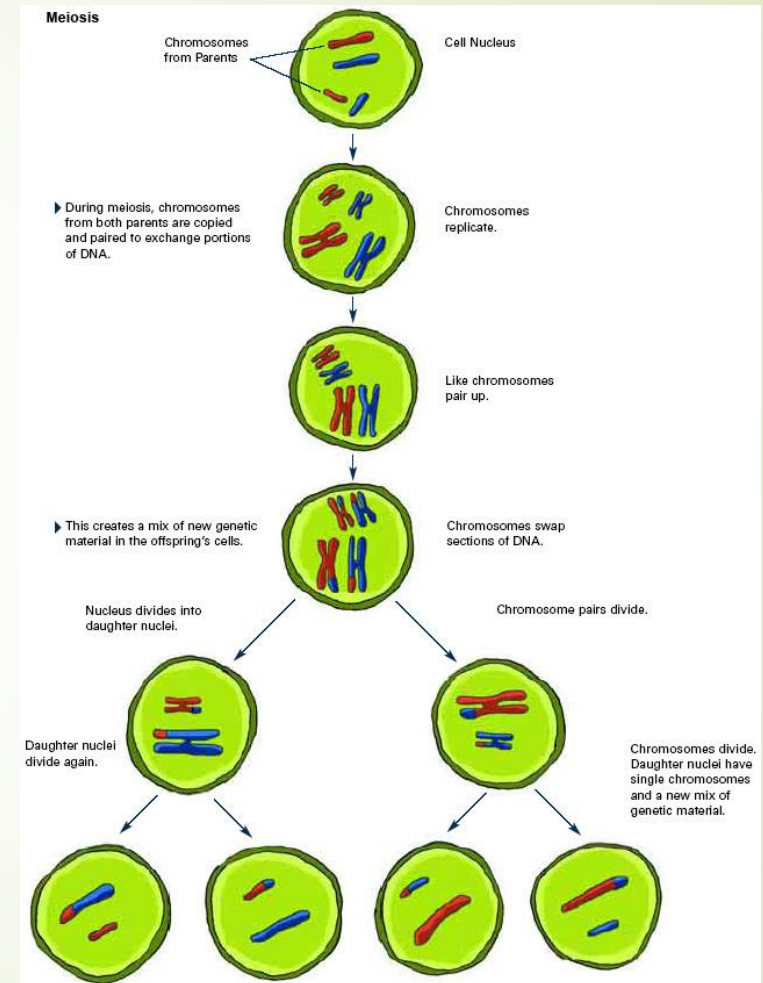 Meiosis
Chromosomes
from Parents
Cell Nucleus
During meiosis, chromosomes
from both parents are copied
and paired to exchange portions
of DNA.
Chromosomes
replicate.
Like chromosomes
pair up.
This creates a mix of new genetic
material in the offspring's cells.
Chromosomes swap
sections of DNA.
Nucleus divides into
daughter nuclei.
Chromosome pairs divide.
Daughter nuclei
divide again.
Chromosomes divide.
Daughter nuclei have
single chromosomes
and a new mix of
genetic material.